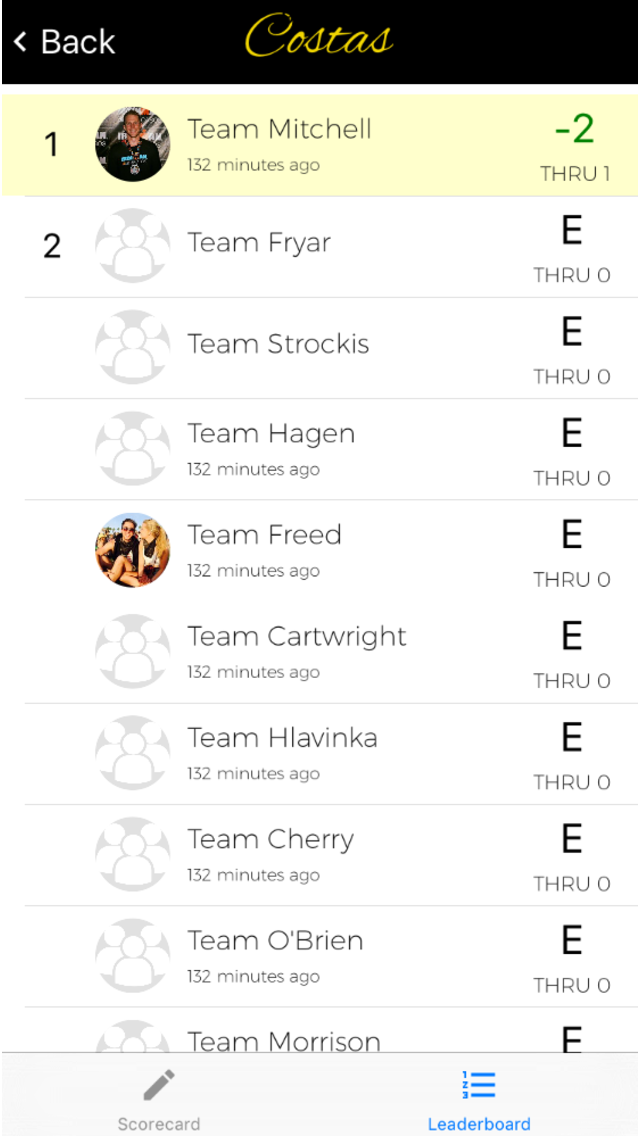 Back
Costas
1
Team Mitchell
132 minutes ago
-2
THRU 1
2
Team Fryar
E
THRU 0
Team Strockis
E
THRU 0
Team Hagen
132 minutes ago
E
THRU 0
Team Freed
132 minutes ago
E
THRU 0
Team Cartwright
132 minutes ago
E
THRU 0
Team Hlavinka
132 minutes ago
E
THRU 0
Team Cherry
132 minutes ago
E
THRU 0
Team O'Brien
132 minutes ago
E
THRU 0
Team Morrison
E
Scorecard
Leaderboard